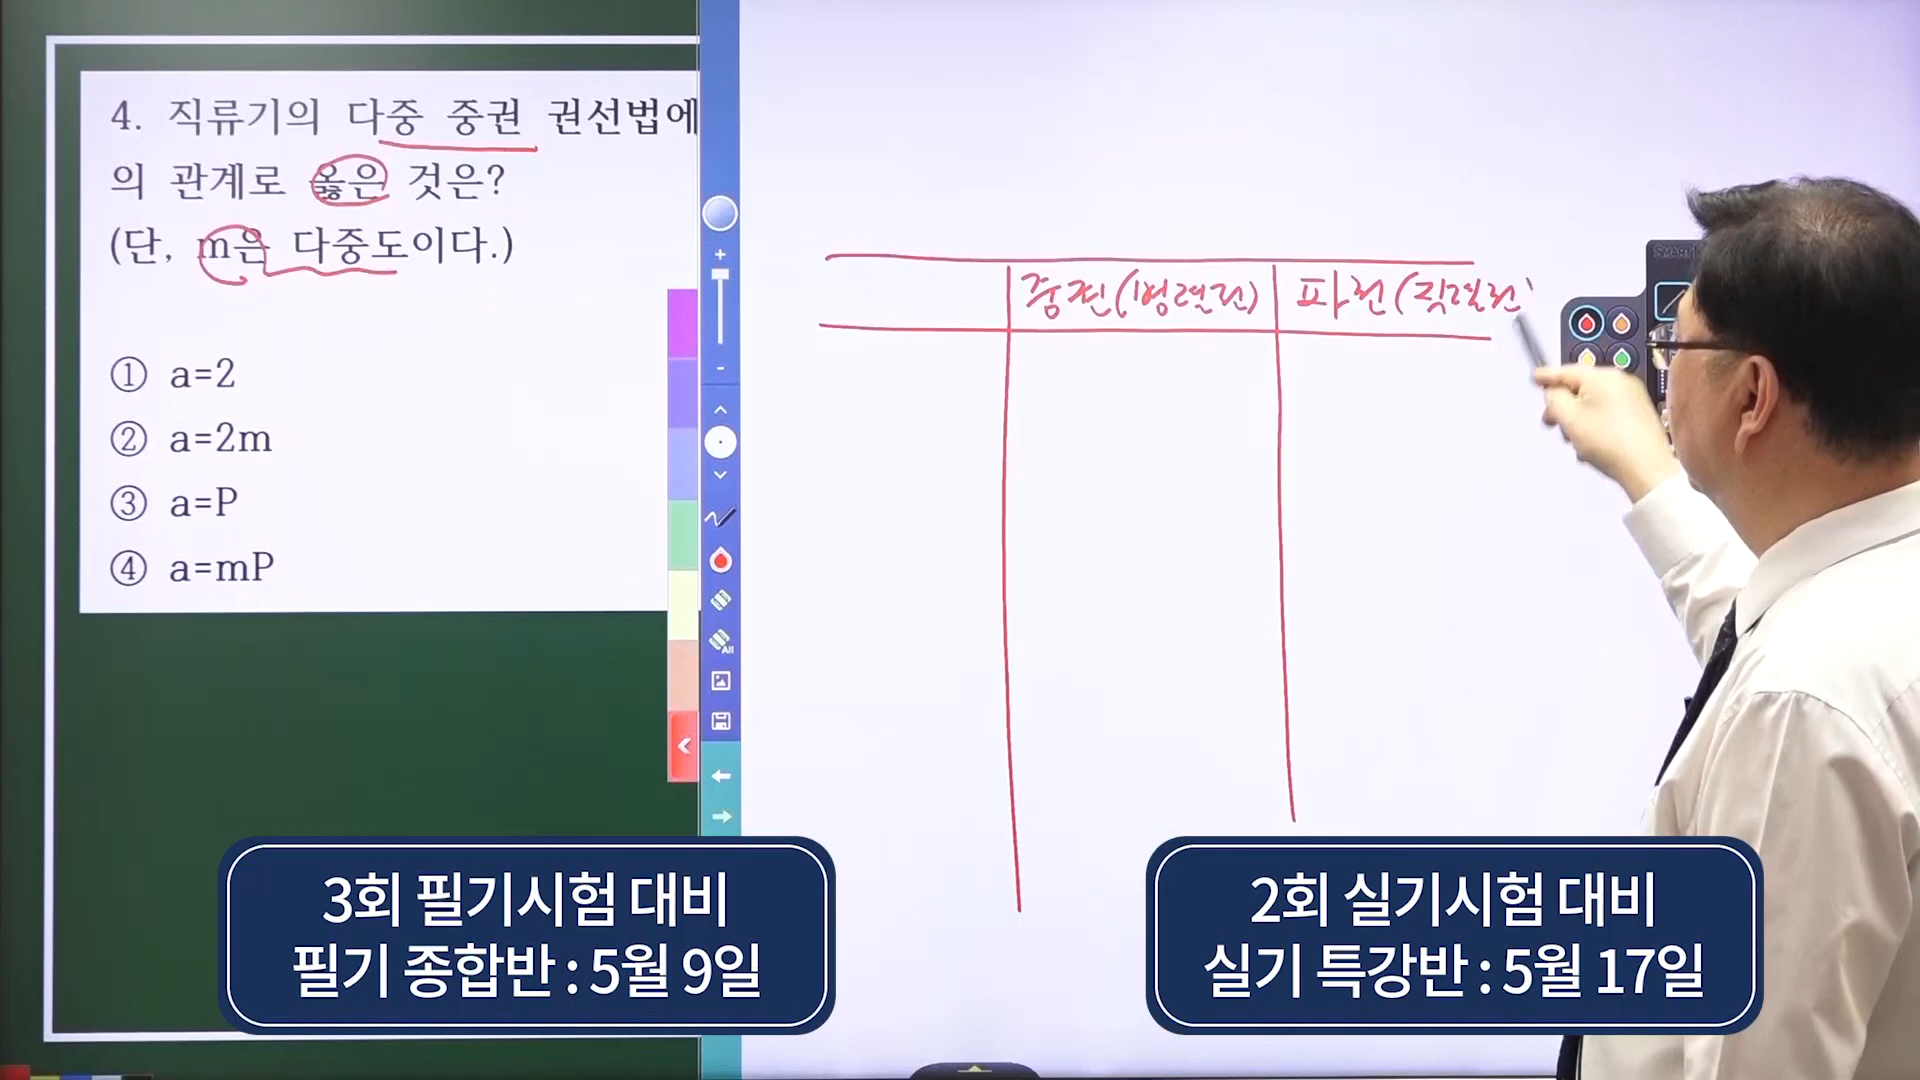 4. 직류기의 다중 중권 권선법에
의 관계로 옳은 것은?
(단, m은 다중도이다.)
① a=2
② a=2m
③ a=P
④ a=mP
중권(병렬권)
파권(직렬권)
All
3회 필기시험 대비
필기 종합반 : 5월 9일
2회 실기시험 대비
실기 특강반 : 5월 17일